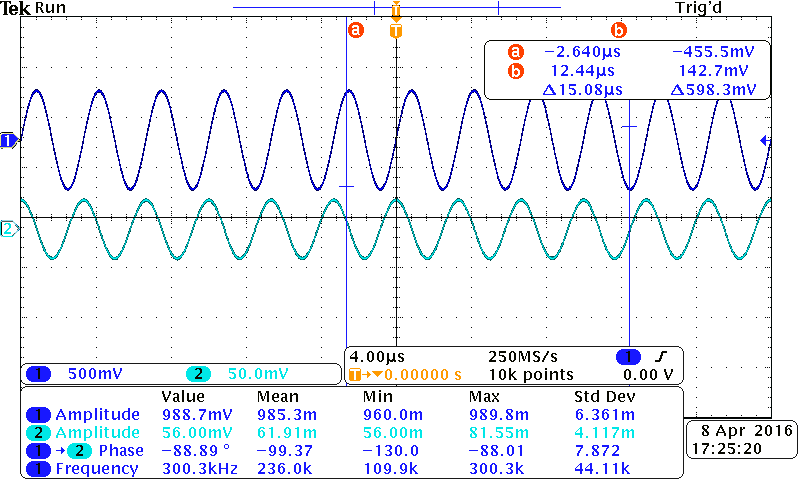 Tek Run Trig'd
T
a b
T
a −2.640µs −455.5mV
b 12.44µs 142.7mV
Δ15.08µs Δ598.3mV
1
2
4.00µs 250MS/s 1
1 500mV 2 50.0mV
T→▼0.00000 s 10k points 0.00 V
Value Mean Min Max Std Dev
1 Amplitude 988.7mV 985.3m 960.0m 989.8m 6.361m
2 Amplitude 56.00mV 61.91m 56.00m 81.55m 4.117m
1 → 2 Phase −88.89 ° −99.37 −130.0 −88.01 7.872
1 Frequency 300.3kHz 236.0k 109.9k 300.3k 44.11k
8 Apr 2016
17:25:20